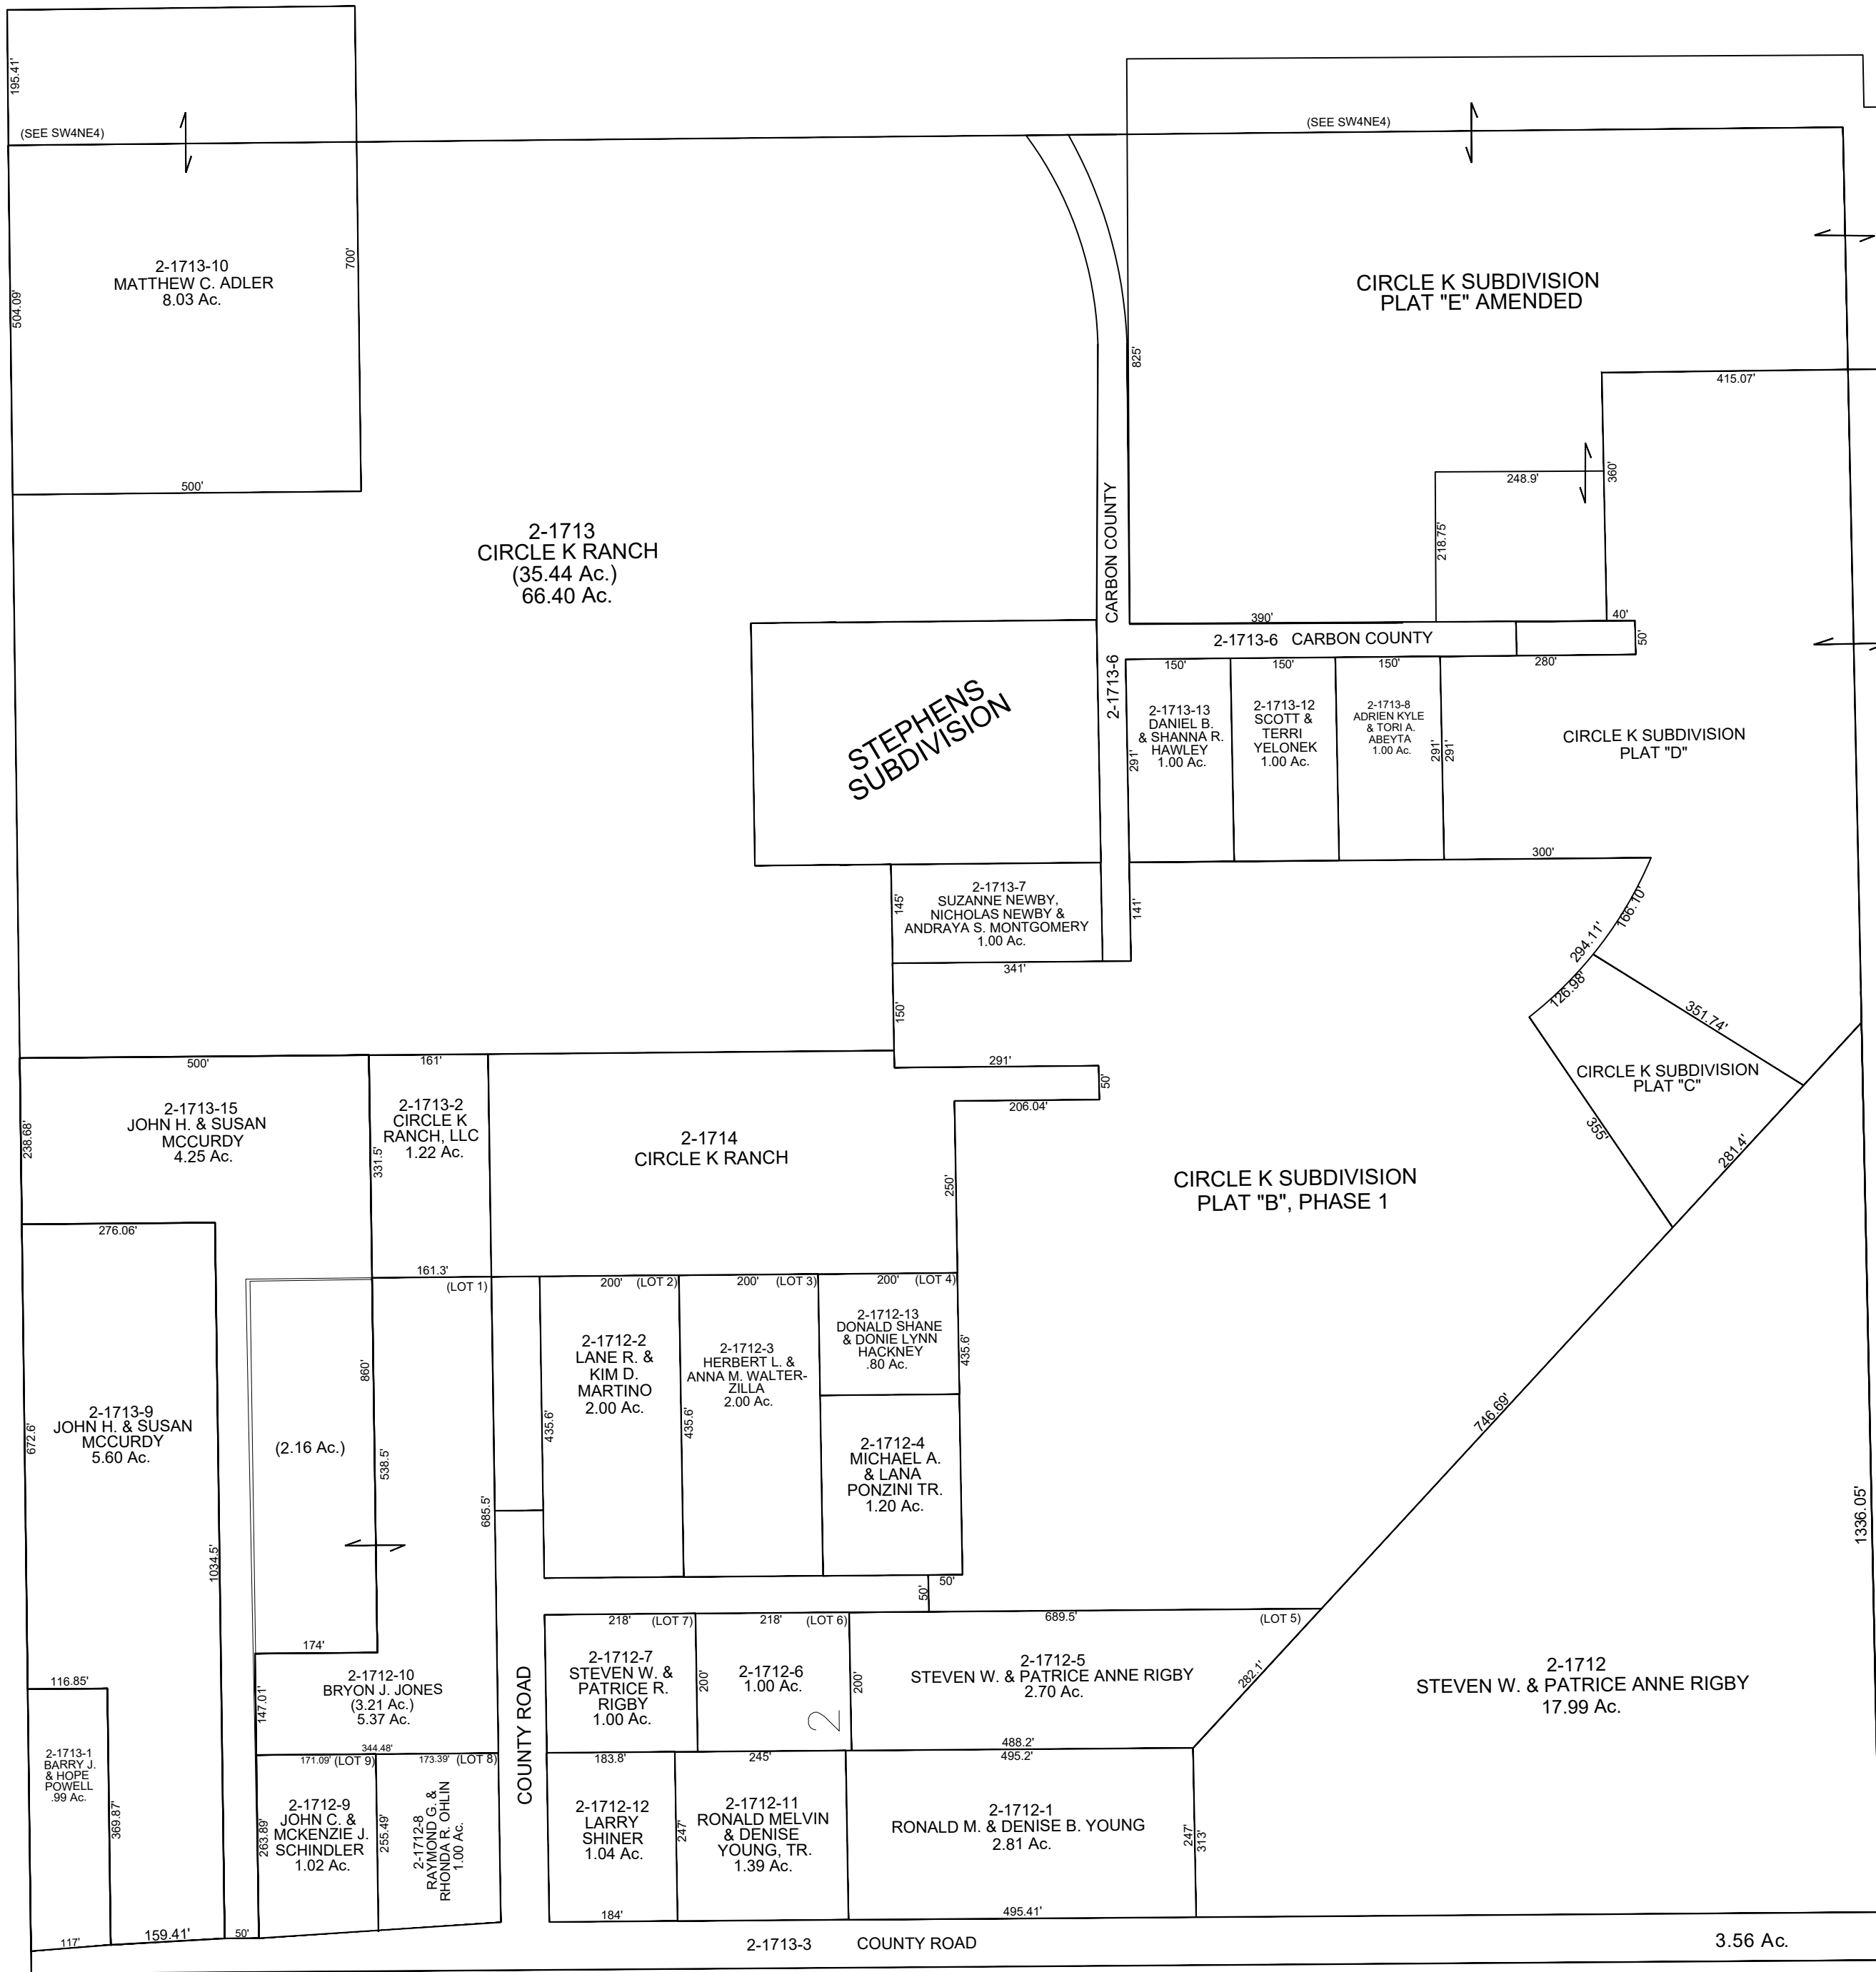 195.41'
(SEE SW4NE4)
(SEE SW4NE4)
504.09'
2-1713-10
MATTHEW C. ADLER
8.03 Ac.
700'
500'
CIRCLE K SUBDIVISION
PLAT "E" AMENDED
825'
415.07'
248.9'
360'
218.75'
2-1713
CIRCLE K RANCH
(35.44 Ac.)
66.40 Ac.
CARBON COUNTY
2-1713-6
390'
40'
2-1713-6 CARBON COUNTY
50'
150'
150'
150'
280'
STEPHENS
SUBDIVISION
2-1713-13
DANIEL B.
& SHANNA R.
HAWLEY
1.00 Ac.
291'
2-1713-12
SCOTT &
TERRI
YELONEK
1.00 Ac.
2-1713-8
ADRIEN KYLE
& TORI A.
ABEYTA
1.00 Ac.
291'
291'
CIRCLE K SUBDIVISION
PLAT "D"
300'
2-1713-7
SUZANNE NEWBY,
NICHOLAS NEWBY &
ANDRAYA S. MONTGOMERY
1.00 Ac.
145'
141'
341'
150'
166.10'
294.11'
126.98'
351.74'
CIRCLE K SUBDIVISION
PLAT "C"
355'
281.4'
500'
161'
291'
50'
206.04'
2-1713-15
JOHN H. & SUSAN
MCCURDY
4.25 Ac.
238.68'
2-1713-2
CIRCLE K
RANCH, LLC
1.22 Ac.
331.5'
2-1714
CIRCLE K RANCH
250'
CIRCLE K SUBDIVISION
PLAT "B", PHASE 1
276.06'
161.3'
(LOT 1)
200' (LOT 2)
200' (LOT 3)
200' (LOT 4)
2-1712-2
LANE R. &
KIM D.
MARTINO
2.00 Ac.
435.6'
2-1712-3
HERBERT L. &
ANNA M. WALTER-
ZILLA
2.00 Ac.
435.6'
2-1712-13
DONALD SHANE
& DONIE LYNN
HACKNEY
.80 Ac.
435.6'
2-1712-4
MICHAEL A.
& LANA
PONZINI TR.
1.20 Ac.
860'
2-1713-9
JOHN H. & SUSAN
MCCURDY
5.60 Ac.
672.6'
(2.16 Ac.)
538.5'
685.5'
1034.5'
746.69'
1336.05'
50'
50'
218' (LOT 7)
218' (LOT 6)
689.5'
(LOT 5)
174'
2-1712-10
BRYON J. JONES
(3.21 Ac.)
5.37 Ac.
147.01'
344.48'
COUNTY ROAD
2-1712-7
STEVEN W. &
PATRICE R.
RIGBY
1.00 Ac.
200'
2-1712-6
1.00 Ac.
200'
2
2-1712-5
STEVEN W. & PATRICE ANNE RIGBY
2.70 Ac.
282.1'
2-1712
STEVEN W. & PATRICE ANNE RIGBY
17.99 Ac.
116.85'
2-1713-1
BARRY J.
& HOPE
POWELL
.99 Ac.
369.87'
171.09' (LOT 9)
173.39' (LOT 8)
2-1712-9
JOHN C. &
MCKENZIE J.
SCHINDLER
1.02 Ac.
263.89'
255.49'
2-1712-8
RAYMOND G. &
RHONDA R. OHLIN
1.00 Ac.
183.8'
245'
488.2'
495.2'
2-1712-12
LARRY
SHINER
1.04 Ac.
247'
2-1712-11
RONALD MELVIN
& DENISE
YOUNG, TR.
1.39 Ac.
2-1712-1
RONALD M. & DENISE B. YOUNG
2.81 Ac.
247'
313'
184'
495.41'
117'
159.41'
50'
2-1713-3 COUNTY ROAD
3.56 Ac.